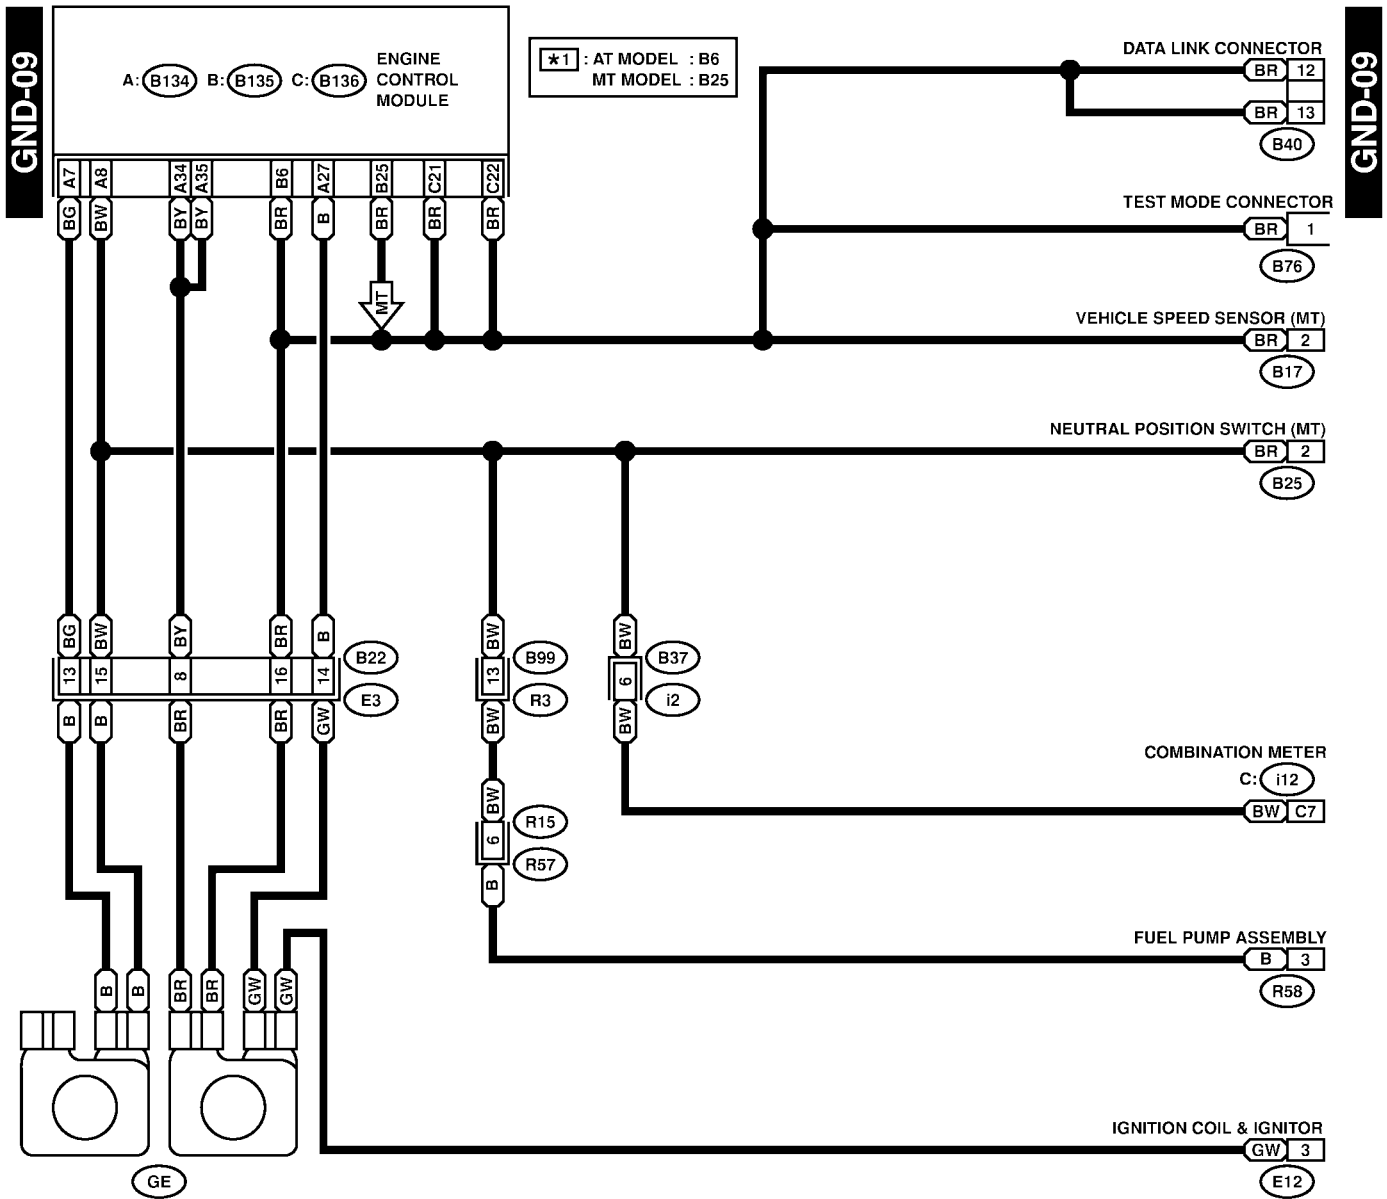 GND-09
A: B134 B: B135 C: B136
ENGINE
CONTROL
MODULE
*1 : AT MODEL : B6
MT MODEL : B25
A7 A8 A34 A35 B6 A27 B25 C21 C22
BG BW BY BY BR B BR BR BR
MT
DATA LINK CONNECTOR
BR 12
BR 13
B40
GND-09
TEST MODE CONNECTOR
BR 1
B76
VEHICLE SPEED SENSOR (MT)
BR 2
B17
NEUTRAL POSITION SWITCH (MT)
BR 2
B25
BG BW BY BR B BW BW
13 15 8 16 14 B22 13 B99 6 B37
E3 R3 i2
B B BR BR GW BW BW
COMBINATION METER
C: i12
BW C7
BW
6 R15
R57
B
FUEL PUMP ASSEMBLY
B 3
R58
B B BR BR GW GW
IGNITION COIL & IGNITOR
GW 3
E12
GE